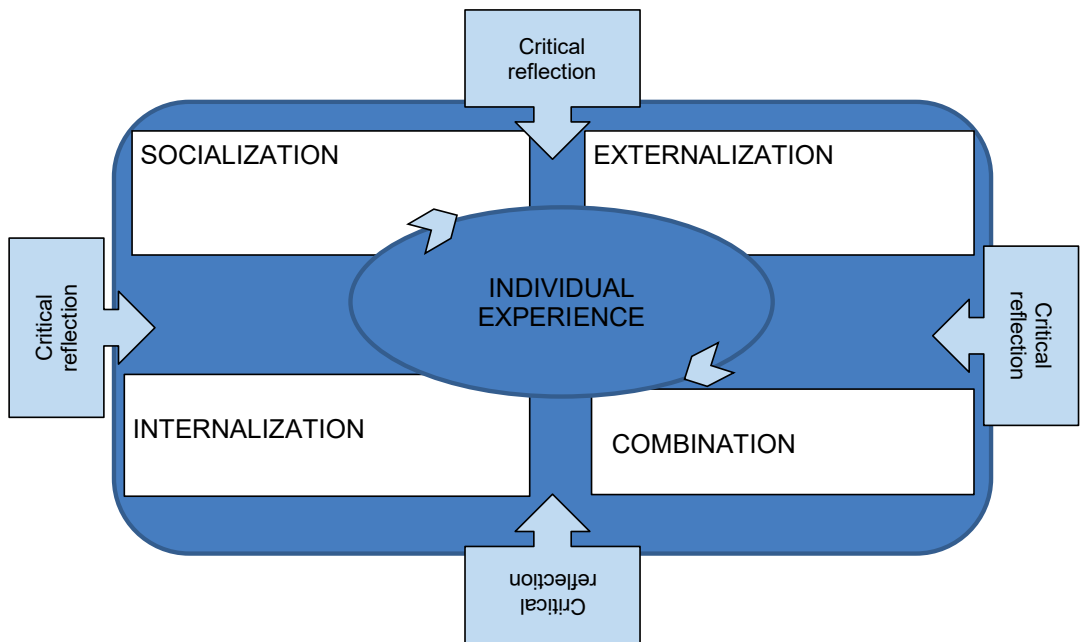 Critical
reflection
SOCIALIZATION
EXTERNALIZATION
Critical
reflection
INDIVIDUAL
EXPERIENCE
Critical
reflection
INTERNALIZATION
COMBINATION
Critical
reflection